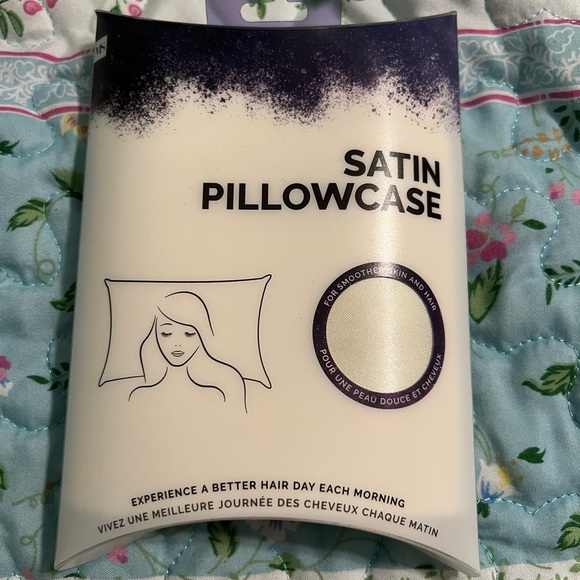 SATIN
PILLOWCASE
FOR SMOOTHER SKIN AND HAIR
POUR UNE PEAU DOUCE ET CHEVEUX
EXPERIENCE A BETTER HAIR DAY EACH MORNING
VIVEZ UNE MEILLEURE JOURNÉE DES CHEVEUX CHAQUE MATIN